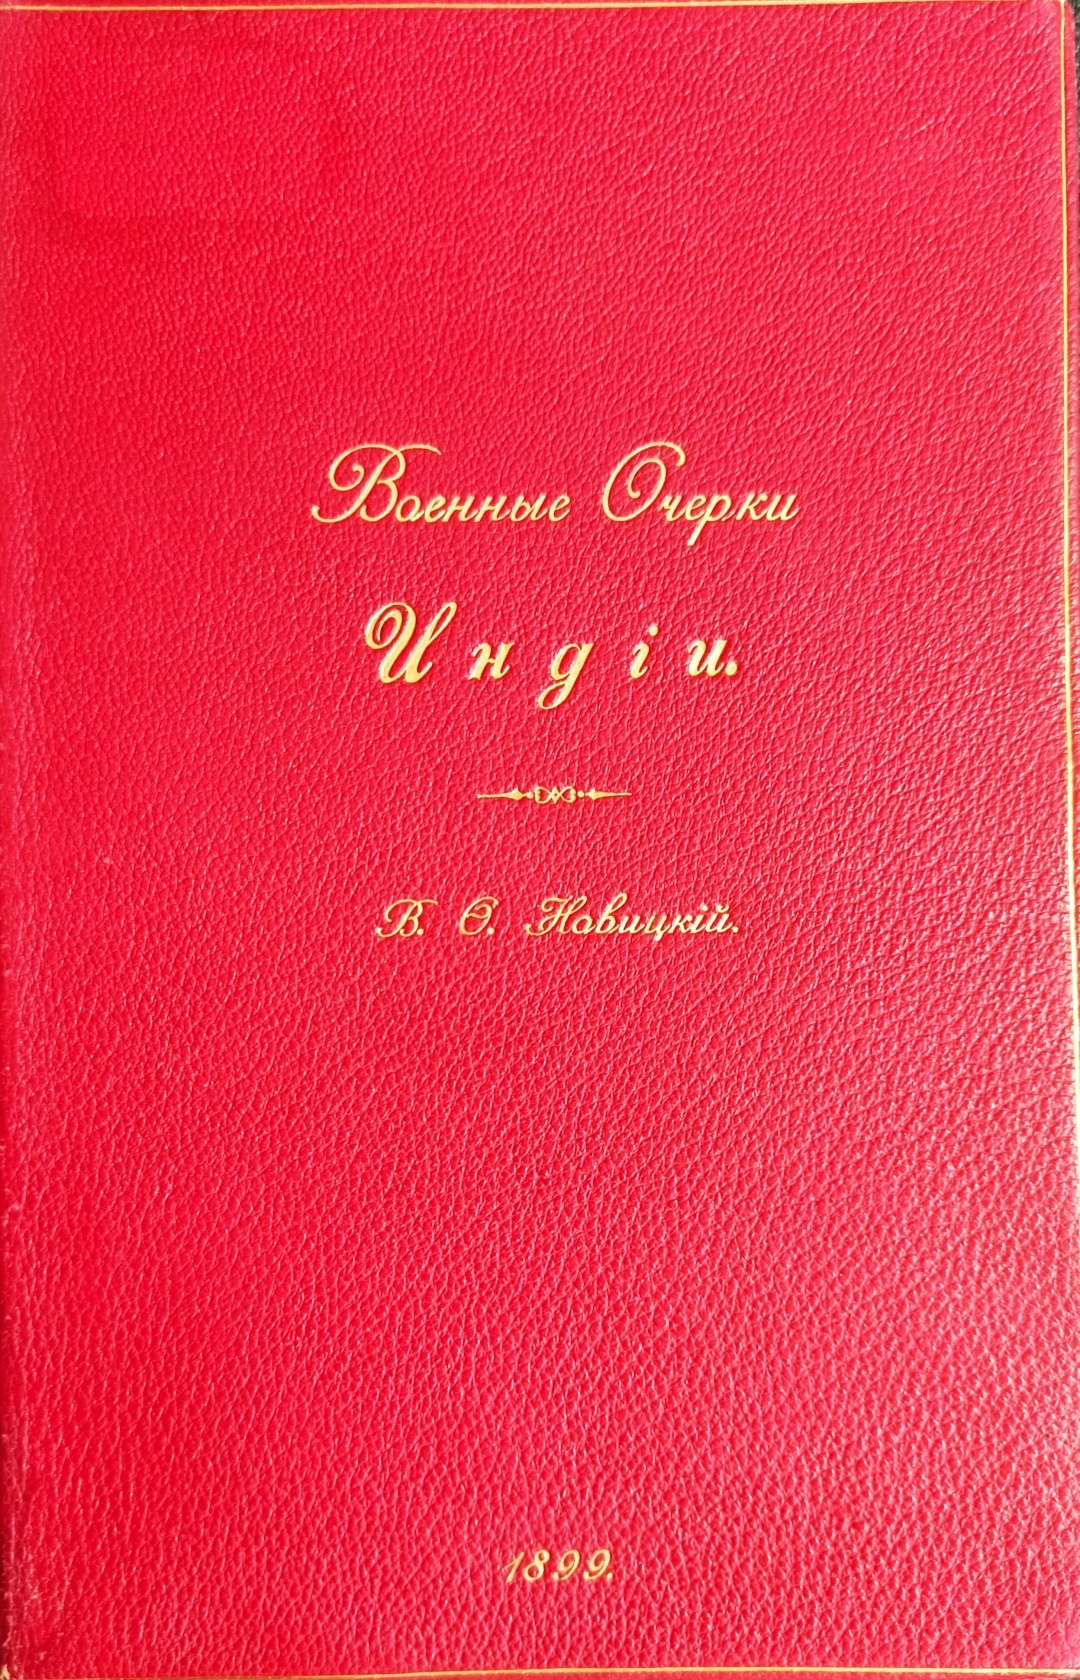 Военные Очерки
Индіи.
В. Ѳ. Новицкій.
1899.